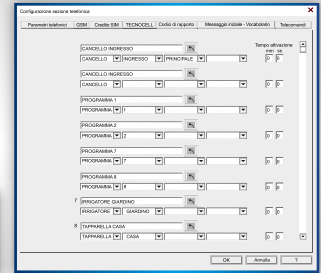 Configurazione sezione telefonica
Parametri telefonici GSM Credito SIM TECNOCELL Codici di rapporto Messaggio iniziale - Vocabolario Telecomandi
Tempo attivazione
mm ss
CANCELLO INGRESSO
CANCELLO INGRESSO PRINCIPALE 0 0
CANCELLO INGRESSO
CANCELLO 0 0
PROGRAMMA 1
PROGRAMMA 1 0 0
PROGRAMMA 2
PROGRAMMA 2 0 0
PROGRAMMA 7
PROGRAMMA 7 0 0
PROGRAMMA 8
PROGRAMMA 8 0 0
7 IRRIGATORE GIARDINO
IRRIGATORE GIARDINO 0 0
8 TAPPARELLA CASA
TAPPARELLA CASA 0 0
OK Annulla ?